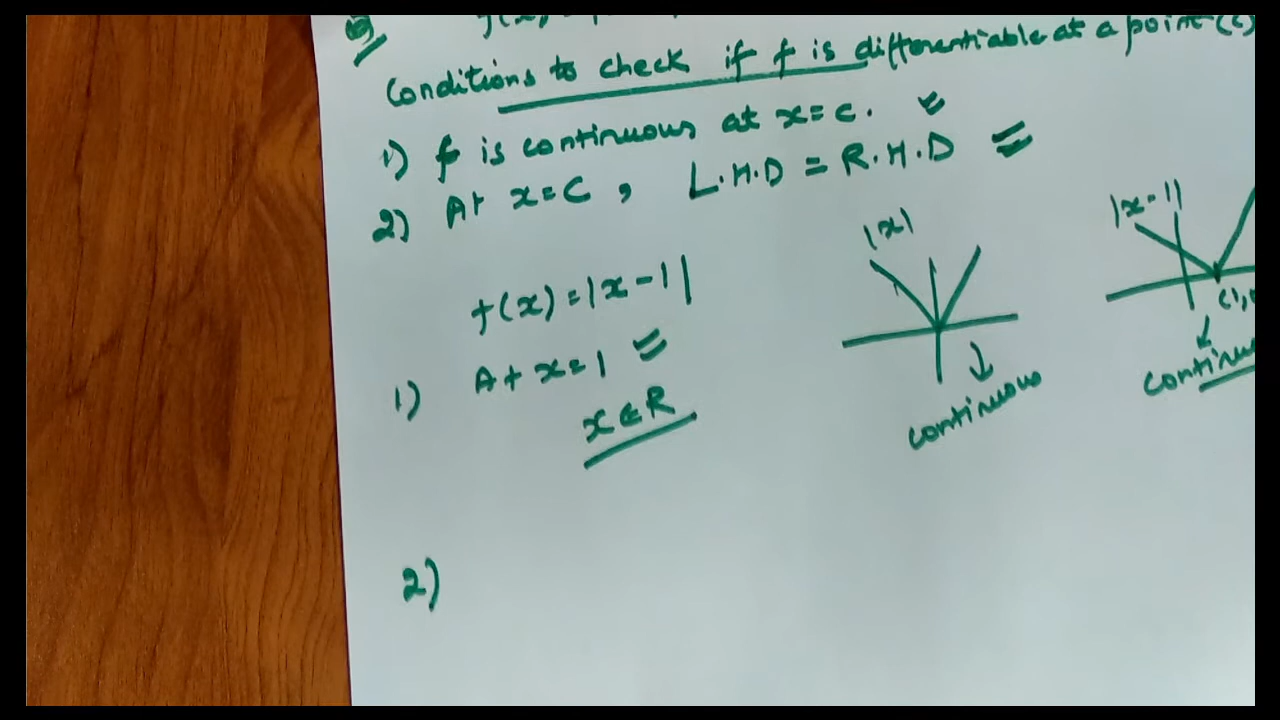 Conditions to check if f is differentiable at a point (c)
1) f is continuous at x=c.
2) At x=c, L.H.D = R.H.D
f(x)=|x-1|
1) At x=1
x∈R
|x|
continuous
|x-1|
(1,
2)